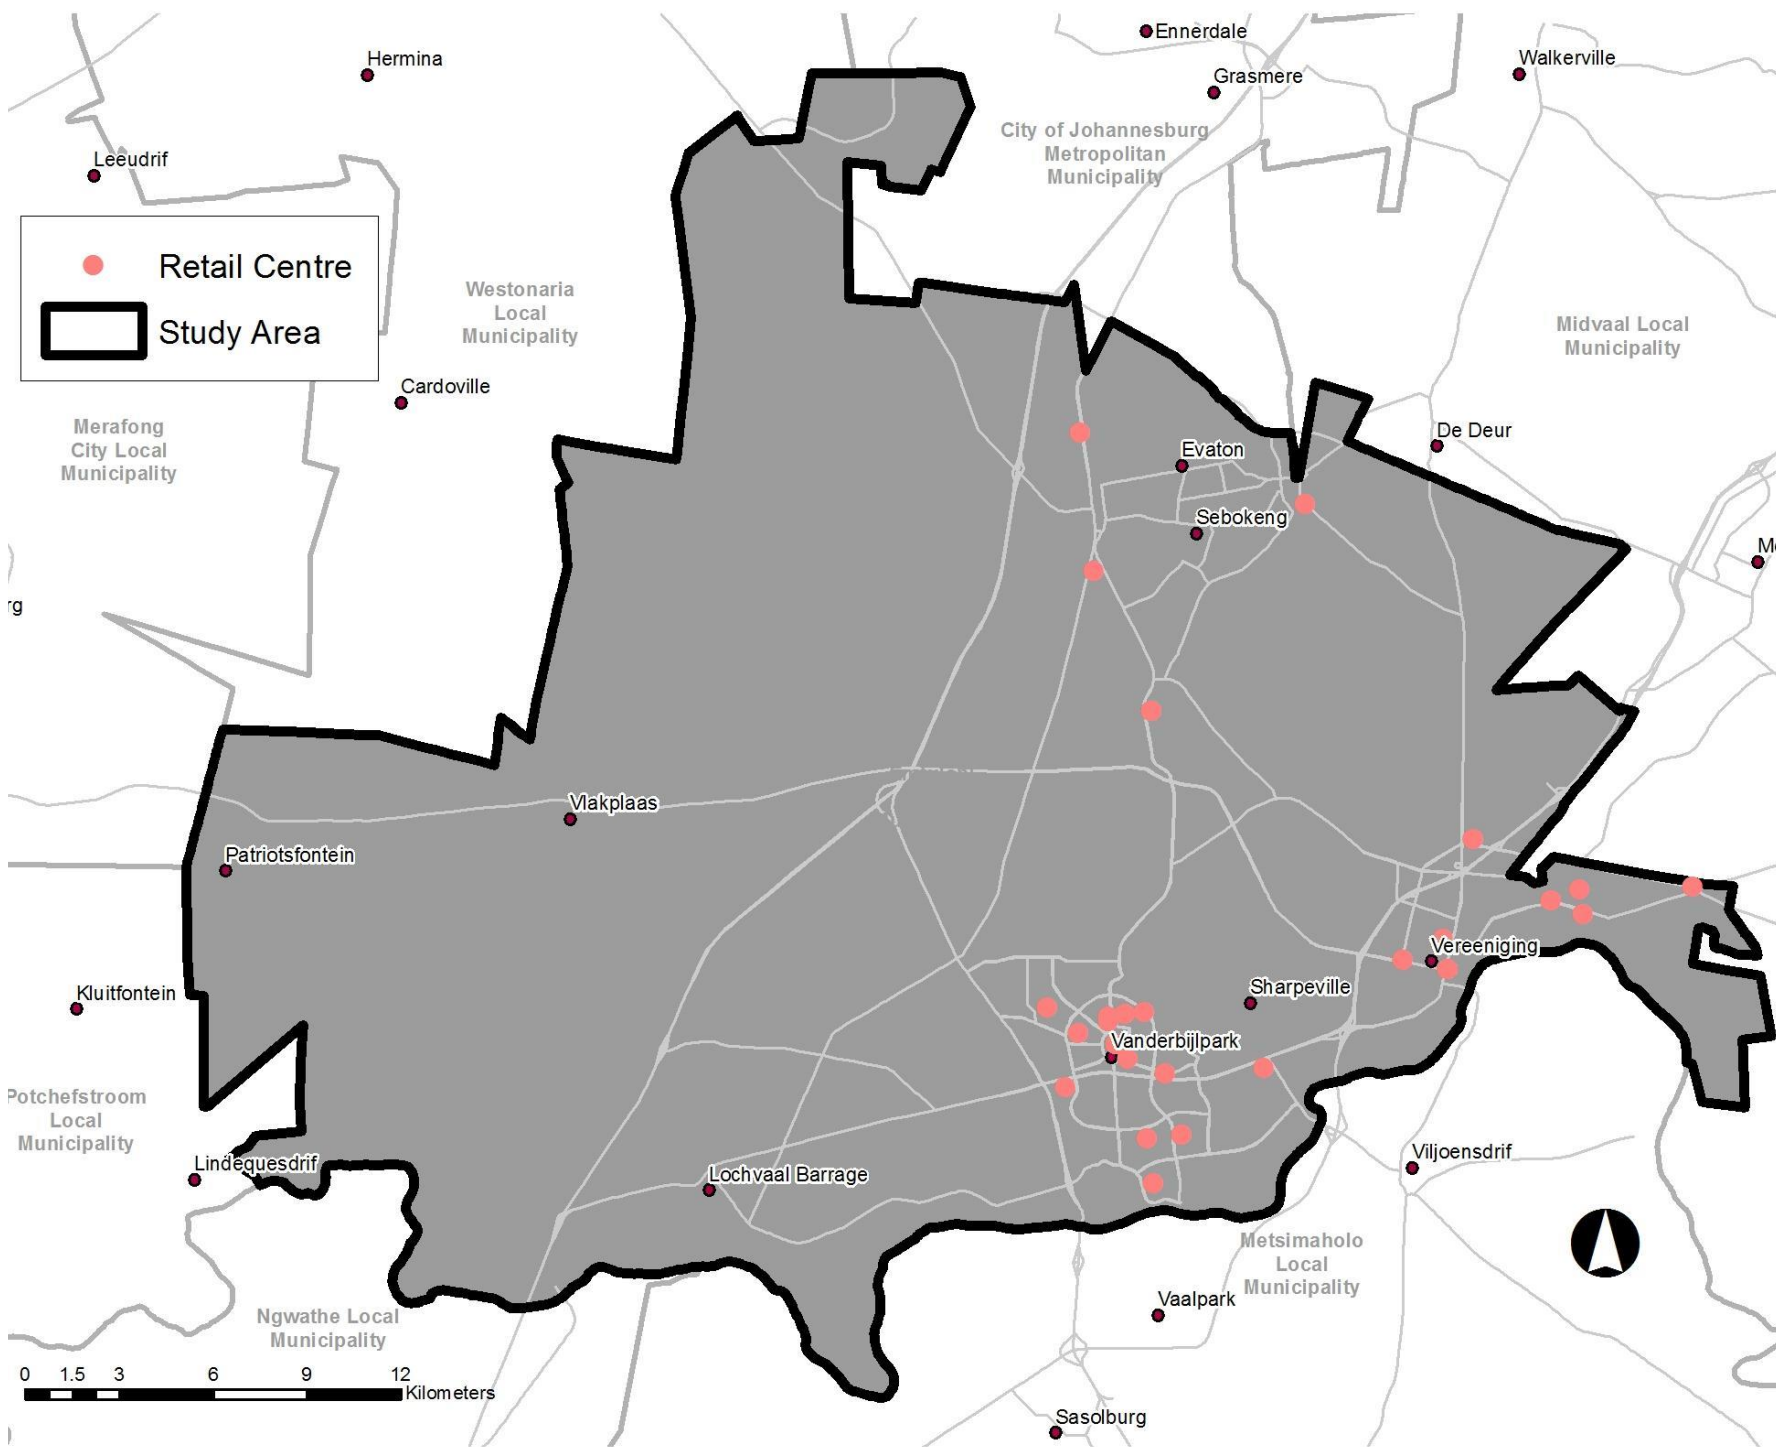 Ennerdale
Hermina
Walkerville
Grasmere
City of Johannesburg
Metropolitan
Municipality
Leeudrif
Retail Centre
Study Area
Westonaria
Local
Municipality
Midvaal Local
Municipality
Cardoville
Merafong
City Local
Municipality
De Deur
Evaton
Sebokeng
Me
rg
Vlakplaas
Patriotsfontein
Vereeniging
Kluitfontein
Sharpeville
Vanderbijlpark
Potchefstroom
Local
Municipality
Lindequesdrif
Lochvaal Barrage
Viljoensdrif
Metsimaholo
Local
Municipality
Vaalpark
Ngwathe Local
Municipality
0 1.5 3 6 9 12
Kilometers
Sasolburg